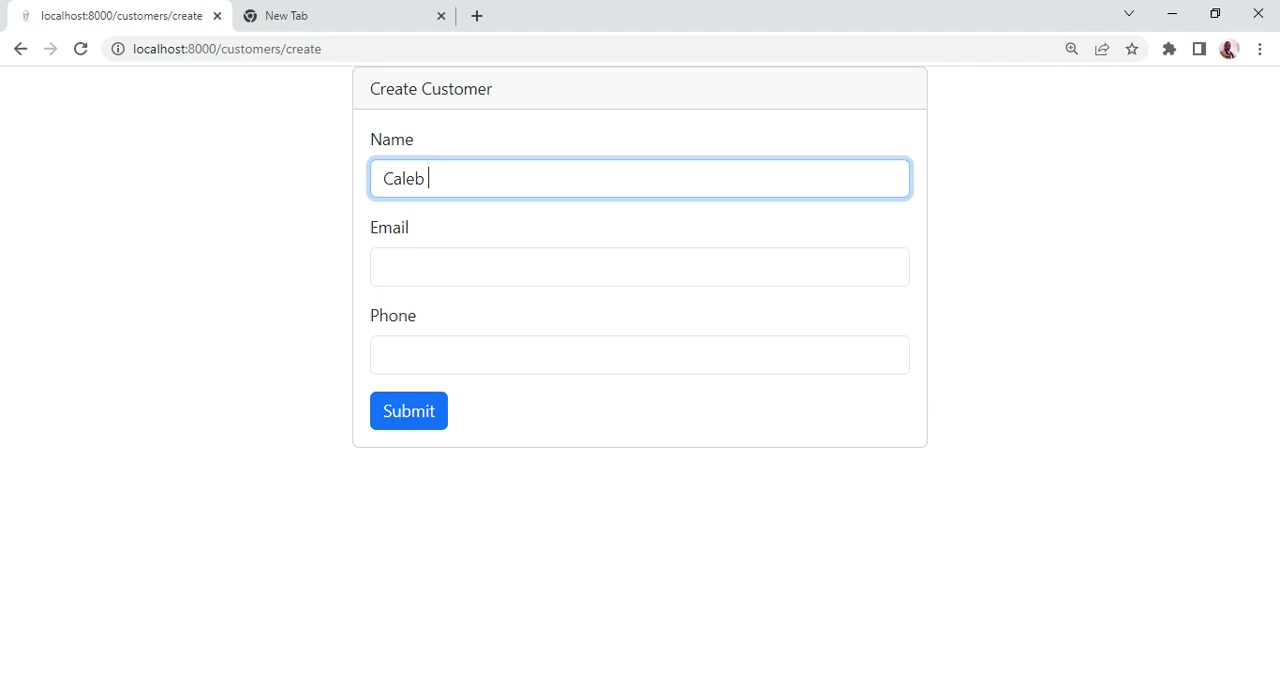 localhost:8000/customers/create
New Tab
localhost:8000/customers/create
Create Customer
Name
Caleb
Email
Phone
Submit